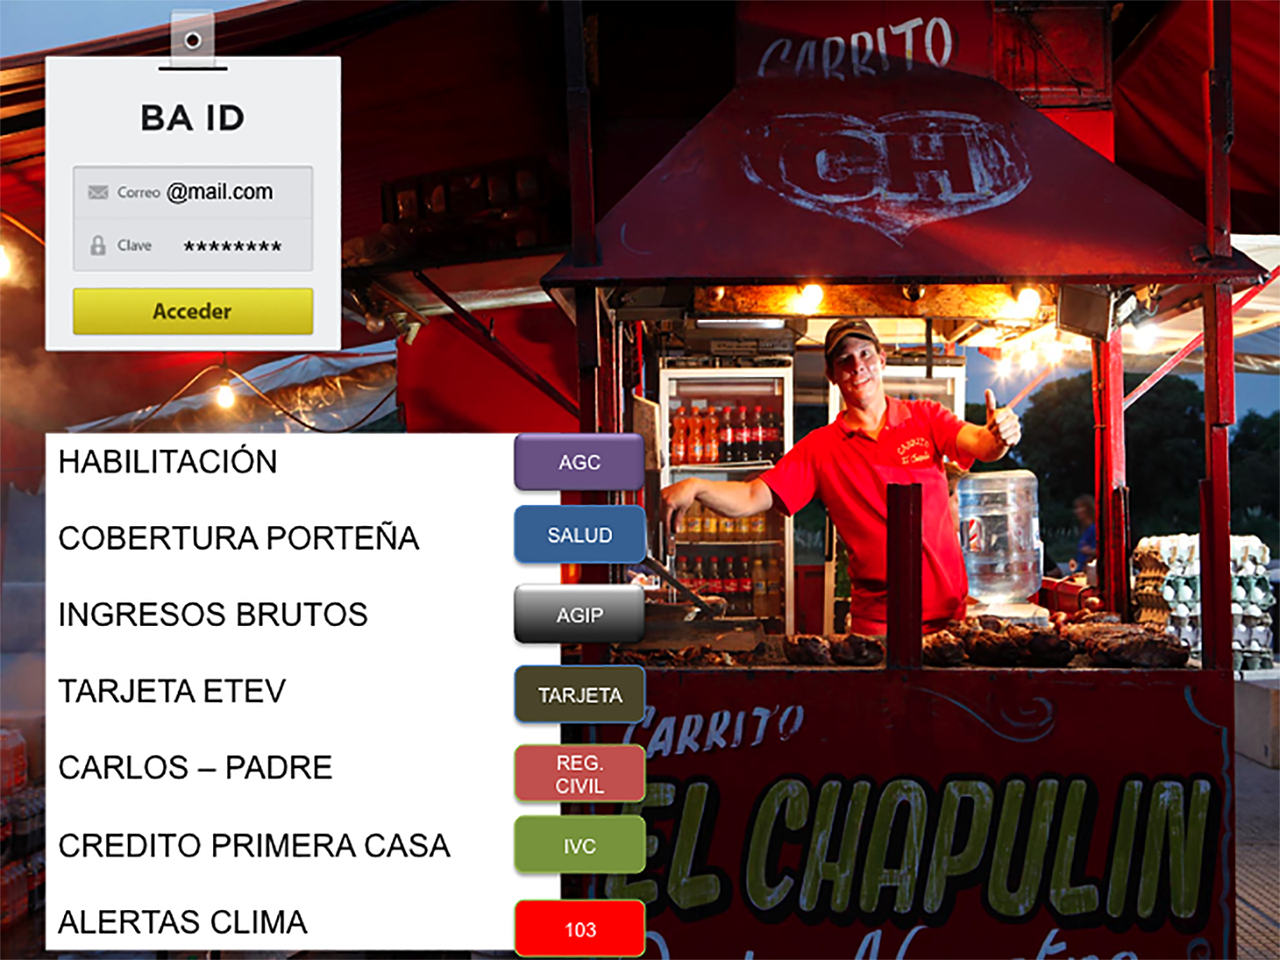 BA ID
Correo @mail.com
Clave ********
Acceder
HABILITACIÓN AGC
COBERTURA PORTEÑA SALUD
INGRESOS BRUTOS AGIP
TARJETA ETEV TARJETA
CARLOS – PADRE REG. CIVIL
CREDITO PRIMERA CASA IVC
ALERTAS CLIMA 103
CARRITO
CH
CARRITO
CARRITO
EL CHAPULIN